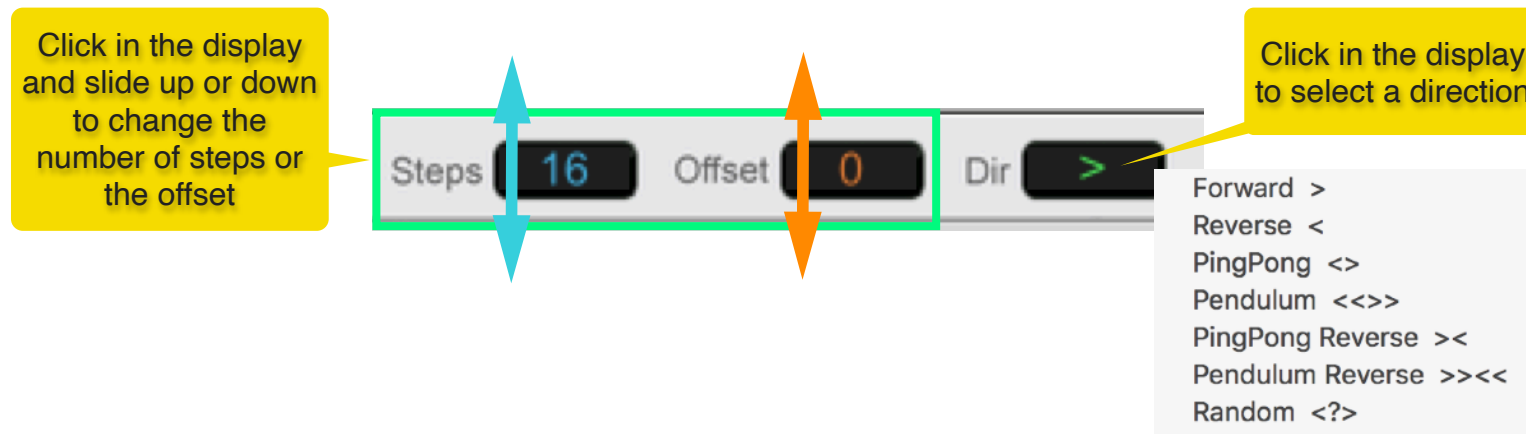 Click in the display
and slide up or down
to change the
number of steps or
the offset
Steps 16 Offset 0 Dir >
Click in the display
to select a direction
Forward >
Reverse <
PingPong <>
Pendulum <<>>
PingPong Reverse ><
Pendulum Reverse >><<
Random <?>